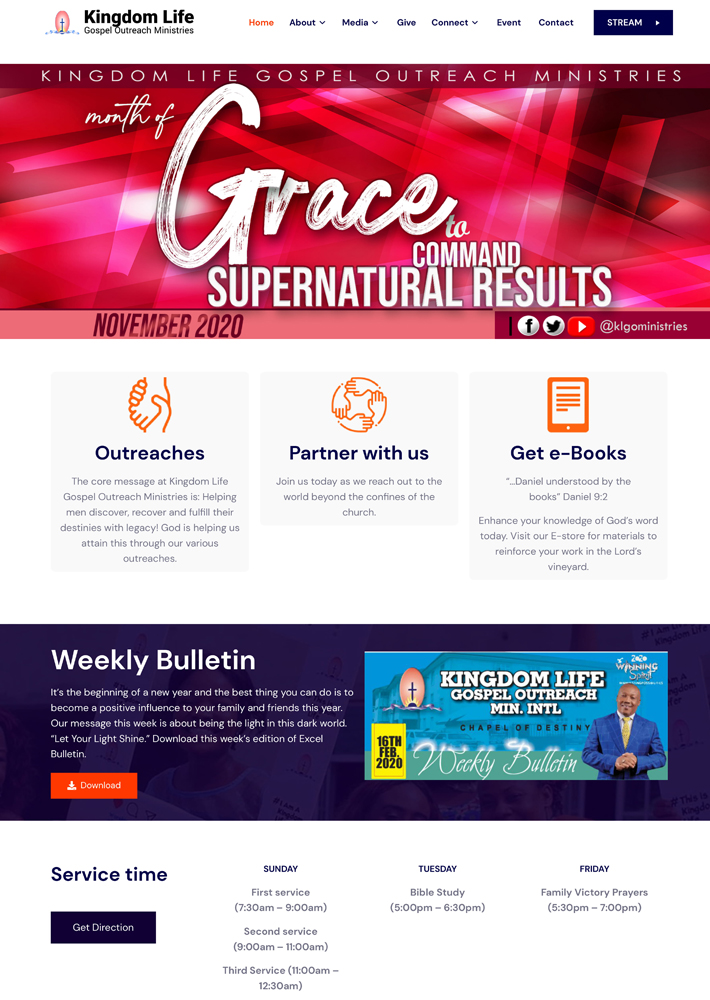 Kingdom Life
Gospel Outreach Ministries
Home About Media Give Connect Event Contact STREAM
KINGDOM LIFE GOSPEL OUTREACH MINISTRIES
month of
Grace
to
COMMAND
SUPERNATURAL RESULTS
NOVEMBER 2020
@klgoministries
Outreaches
The core message at Kingdom Life
Gospel Outreach Ministries is: Helping
men discover, recover and fulfill their
destinies with legacy! God is helping us
attain this through our various
outreaches.
Partner with us
Join us today as we reach out to the
world beyond the confines of the
church.
Get e-Books
“…Daniel understood by the
books” Daniel 9:2
Enhance your knowledge of God’s word
today. Visit our E-store for materials to
reinforce your work in the Lord’s
vineyard.
Weekly Bulletin
It’s the beginning of a new year and the best thing you can do is to
become a positive influence to your family and friends this year.
Our message this week is about being the light in this dark world.
“Let Your Light Shine.” Download this week’s edition of Excel
Bulletin.
Download
2020
WINNING
Spirit
KINGDOM LIFE
GOSPEL OUTREACH
MIN. INTL
CHAPEL OF DESTINY
16TH
FEB.
2020
Weekly Bulletin
Service time
Get Direction
SUNDAY
First service
(7:30am – 9:00am)
Second service
(9:00am – 11:00am)
Third Service (11:00am –
12:30am)
TUESDAY
Bible Study
(5:00pm – 6:30pm)
FRIDAY
Family Victory Prayers
(5:30pm – 7:00pm)